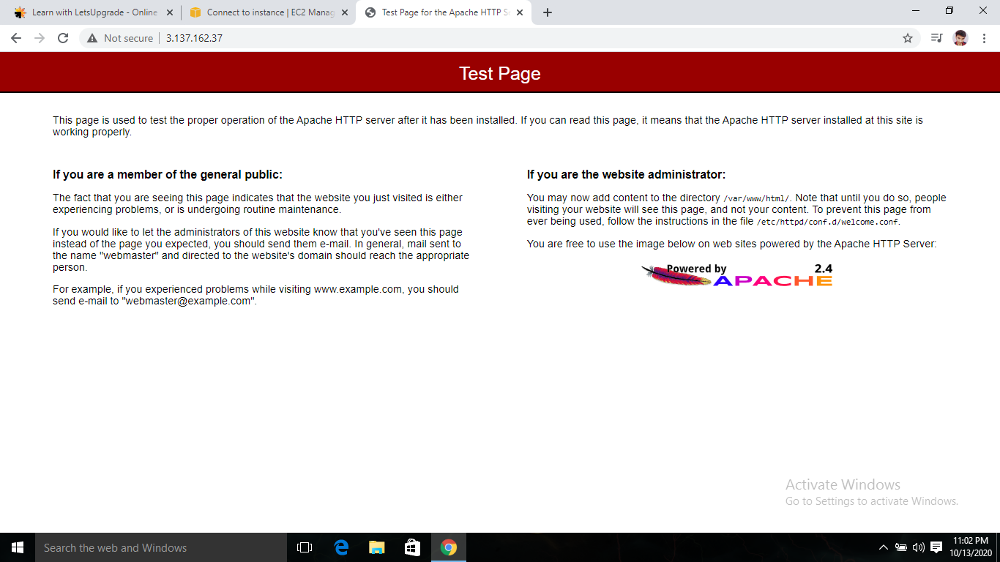 Learn with LetsUpgrade - Online
Connect to instance | EC2 Manag
Test Page for the Apache HTTP S
Not secure
3.137.162.37
Test Page
This page is used to test the proper operation of the Apache HTTP server after it has been installed. If you can read this page, it means that the Apache HTTP server installed at this site is
working properly.
If you are a member of the general public:
The fact that you are seeing this page indicates that the website you just visited is either
experiencing problems, or is undergoing routine maintenance.
If you would like to let the administrators of this website know that you've seen this page
instead of the page you expected, you should send them e-mail. In general, mail sent to
the name "webmaster" and directed to the website's domain should reach the appropriate
person.
For example, if you experienced problems while visiting www.example.com, you should
send e-mail to "webmaster@example.com".
If you are the website administrator:
You may now add content to the directory /var/www/html/. Note that until you do so, people
visiting your website will see this page, and not your content. To prevent this page from
ever being used, follow the instructions in the file /etc/httpd/conf.d/welcome.conf.
You are free to use the image below on web sites powered by the Apache HTTP Server:
Powered by 2.4
APACHE
Activate Windows
Go to Settings to activate Windows.
Search the web and Windows
11:02 PM
10/13/2020